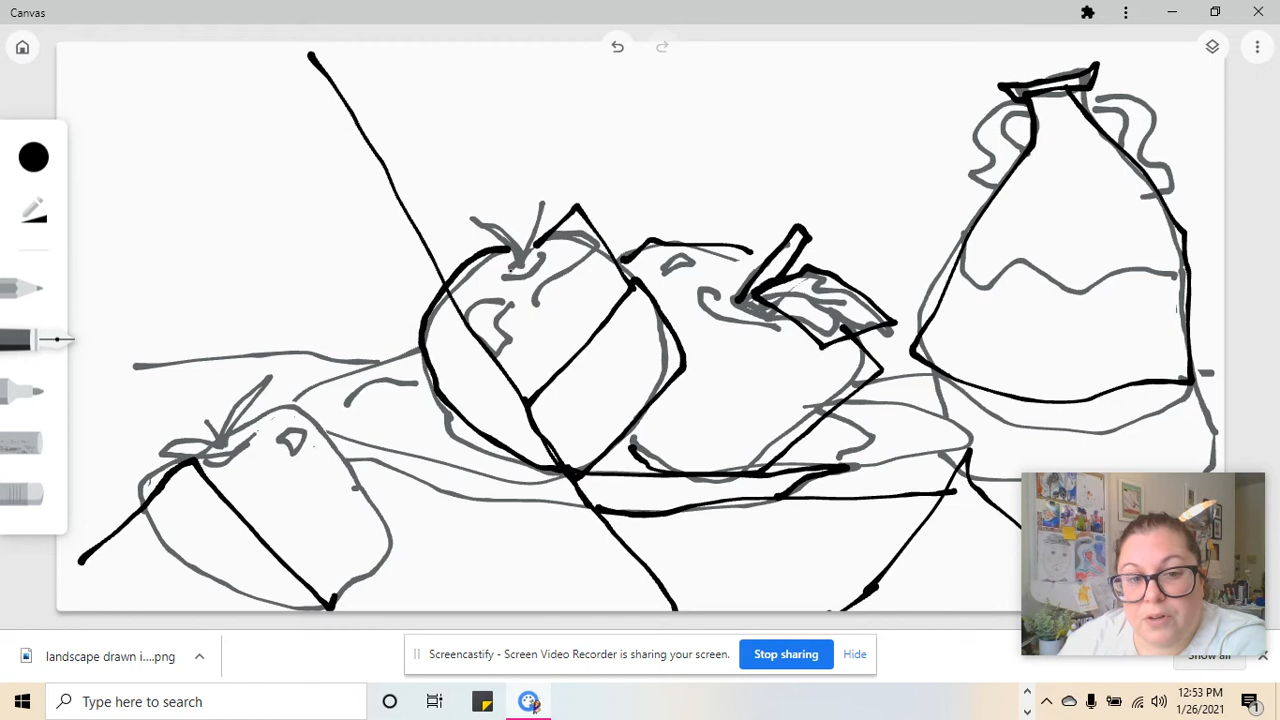 Canvas
landscape drawn i....png
Screencastify - Screen Video Recorder is sharing your screen.
Stop sharing
Hide
Show all
Type here to search
12:53 PM
1/26/2021
1